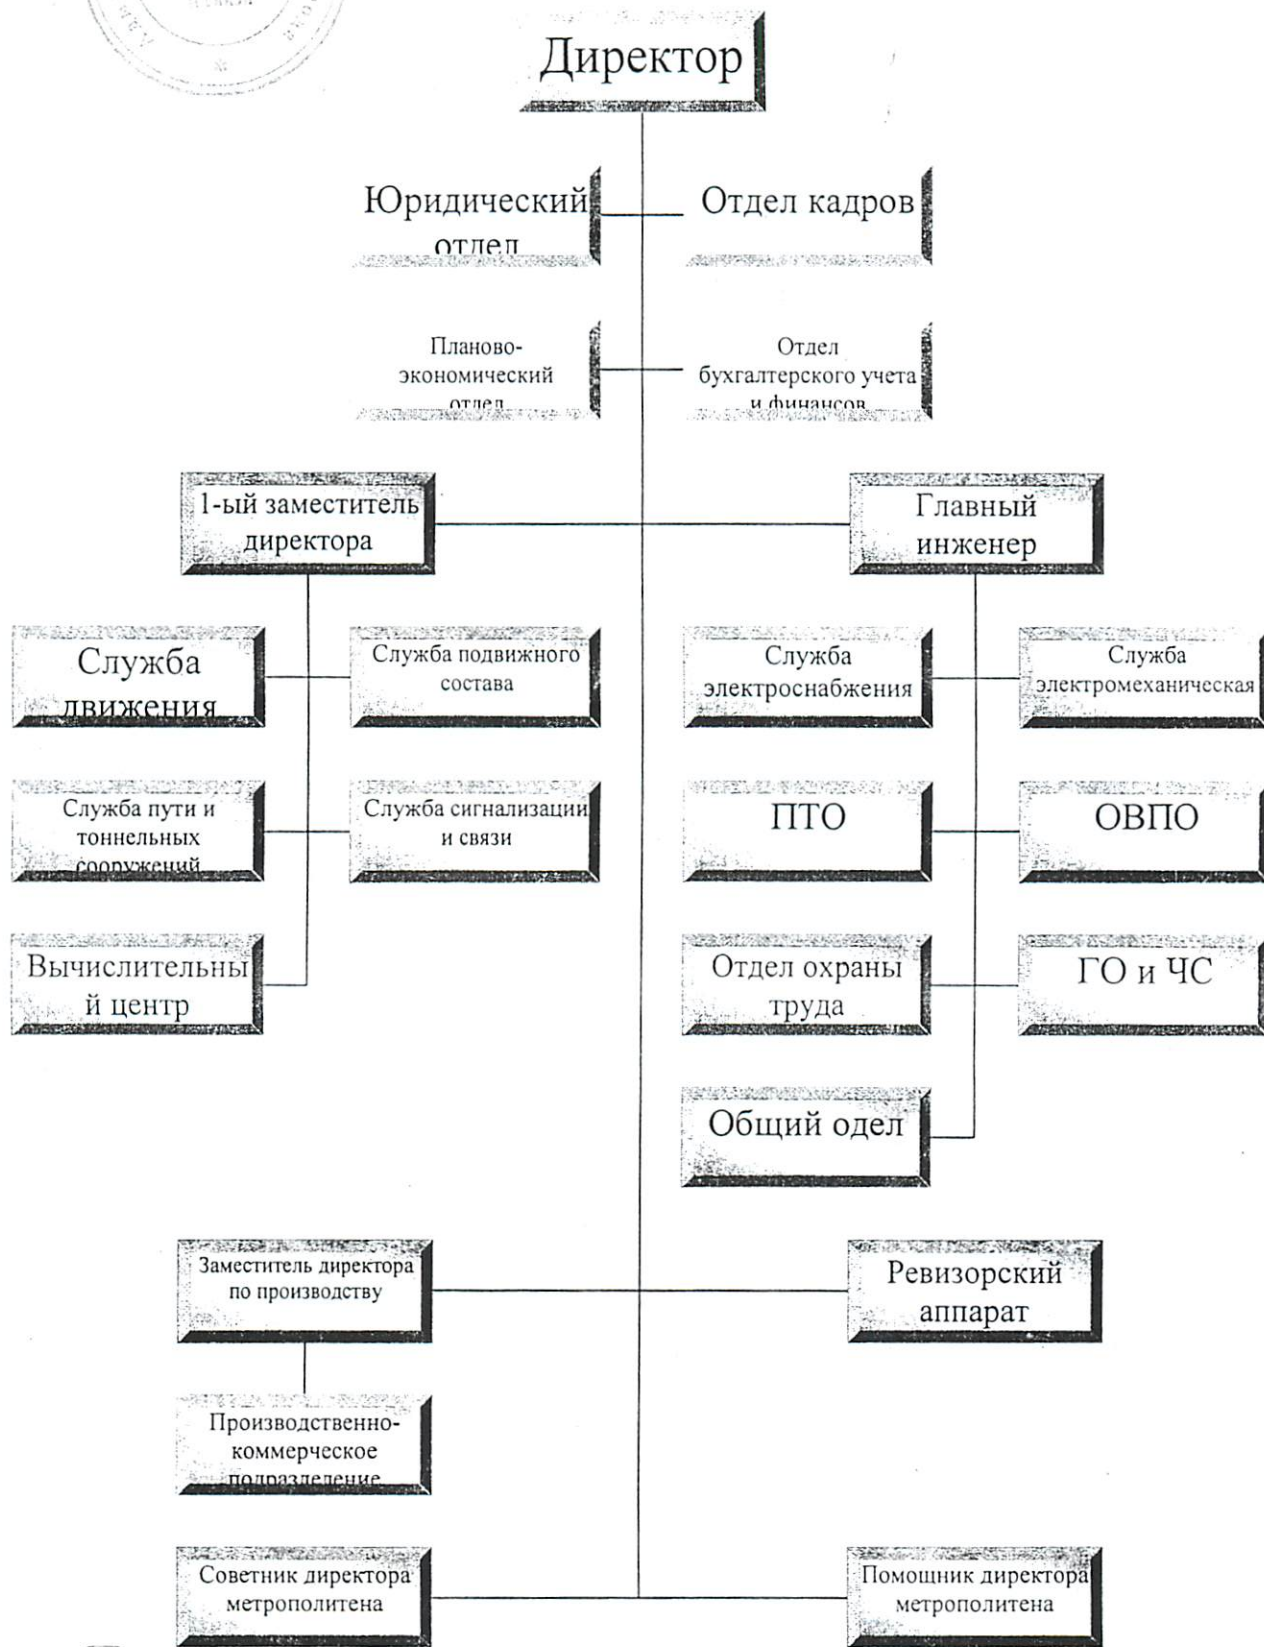 Директор
Юридический
отдел
Отдел кадров
Планово-
экономический
отдел
Отдел
бухгалтерского учета
и финансов
1-ый заместитель
директора
Главный
инженер
Служба
движения
Служба подвижного
состава
Служба
электроснабжения
Служба
электромеханическая
Служба пути и
тоннельных
сооружений
Служба сигнализации
и связи
ПТО
ОВПО
Вычислительны
й центр
Отдел охраны
труда
ГО и ЧС
Общий одел
Заместитель директора
по производству
Ревизорский
аппарат
Производственно-
коммерческое
подразделение
Советник директора
метрополитена
Помощник директора
метрополитена